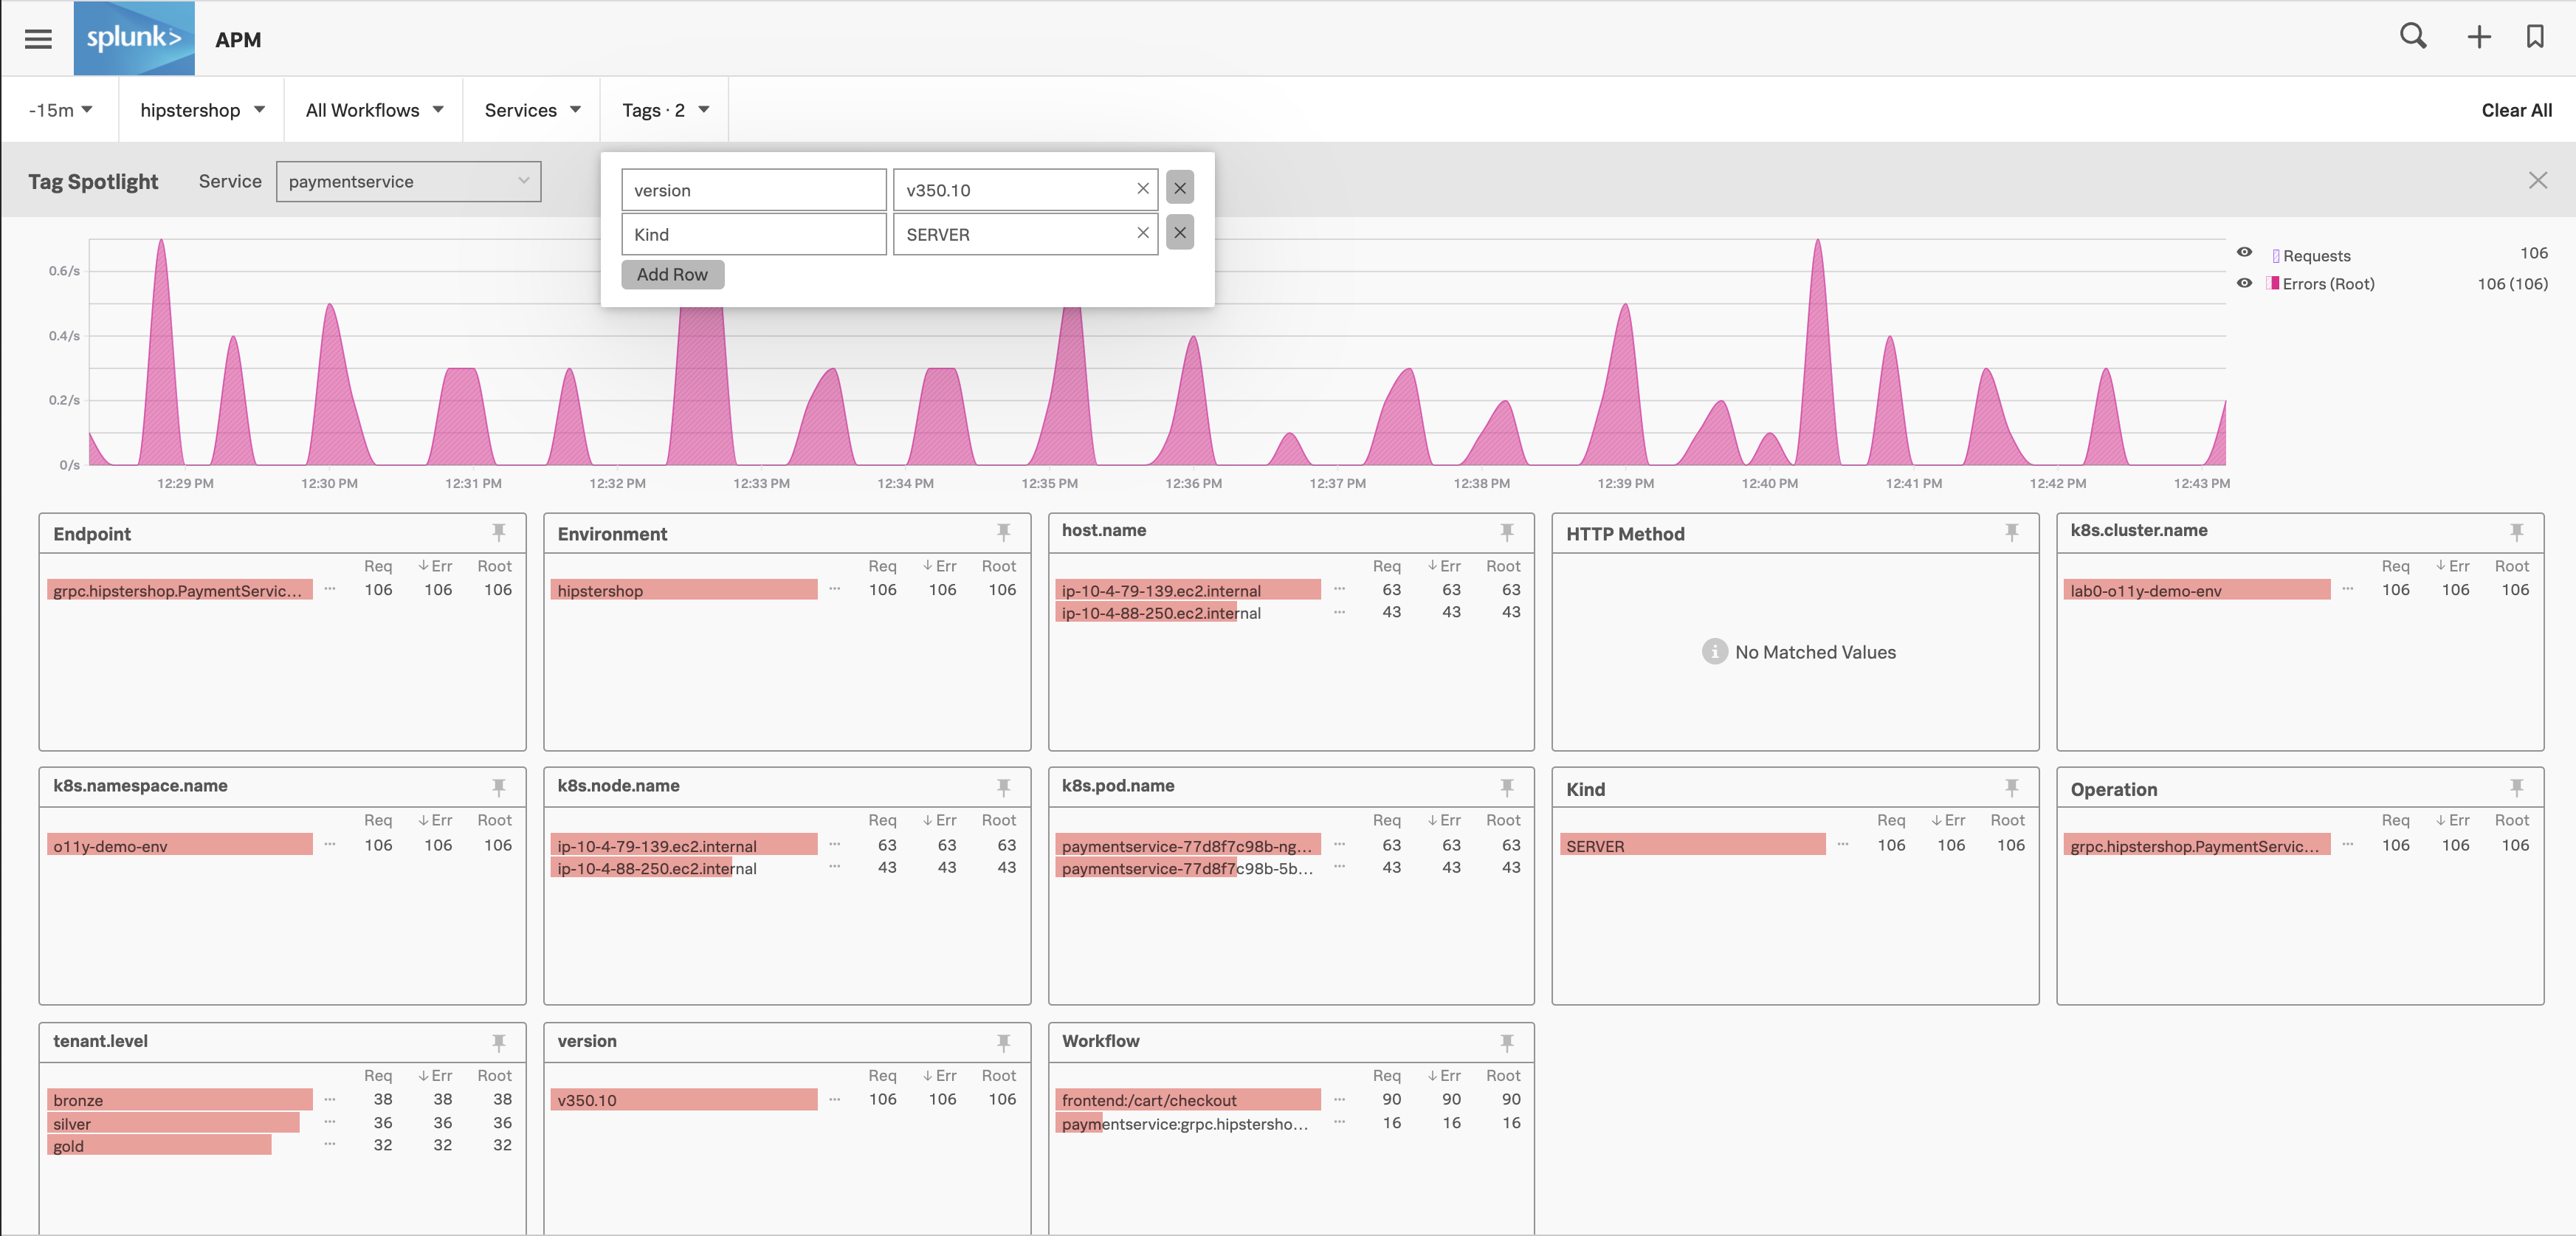 splunk> APM
-15m hipstershop All Workflows Services Tags · 2 Clear All
Tag Spotlight Service paymentservice
version v350.10
Kind SERVER
Add Row
0.6/s
0.4/s
0.2/s
0/s
12:29 PM 12:30 PM 12:31 PM 12:32 PM 12:33 PM 12:34 PM 12:35 PM 12:36 PM 12:37 PM 12:38 PM 12:39 PM 12:40 PM 12:41 PM 12:42 PM 12:43 PM
Requests 106
Errors (Root) 106 (106)
Endpoint
Req ↓Err Root
grpc.hipstershop.PaymentServic... ... 106 106 106
Environment
Req ↓Err Root
hipstershop ... 106 106 106
host.name
Req ↓Err Root
ip-10-4-79-139.ec2.internal ... 63 63 63
ip-10-4-88-250.ec2.internal ... 43 43 43
HTTP Method
No Matched Values
k8s.cluster.name
Req ↓Err Root
lab0-o11y-demo-env ... 106 106 106
k8s.namespace.name
Req ↓Err Root
o11y-demo-env ... 106 106 106
k8s.node.name
Req ↓Err Root
ip-10-4-79-139.ec2.internal ... 63 63 63
ip-10-4-88-250.ec2.internal ... 43 43 43
k8s.pod.name
Req ↓Err Root
paymentservice-77d8f7c98b-ng... ... 63 63 63
paymentservice-77d8f7c98b-5b... ... 43 43 43
Kind
Req ↓Err Root
SERVER ... 106 106 106
Operation
Req ↓Err Root
grpc.hipstershop.PaymentServic... ... 106 106 106
tenant.level
Req ↓Err Root
bronze ... 38 38 38
silver ... 36 36 36
gold ... 32 32 32
version
Req ↓Err Root
v350.10 ... 106 106 106
Workflow
Req ↓Err Root
frontend:/cart/checkout ... 90 90 90
paymentservice:grpc.hipstersho... ... 16 16 16